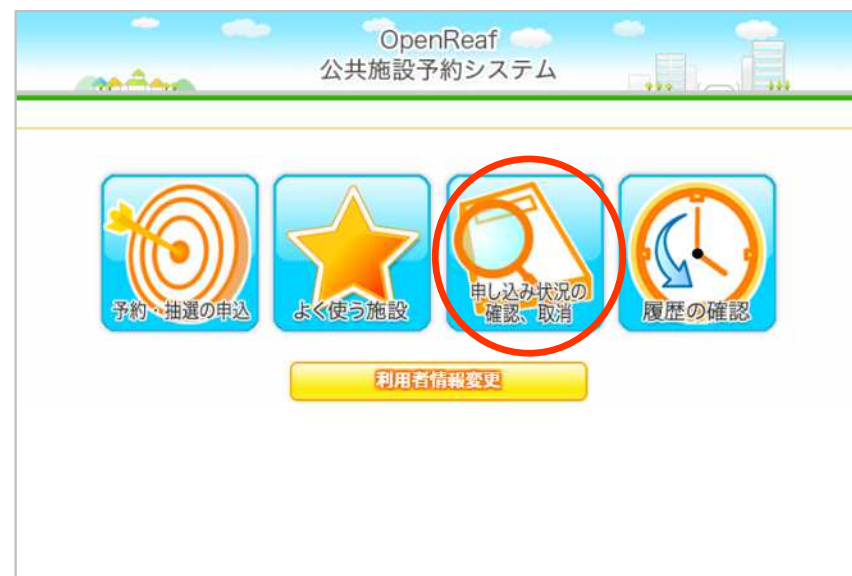 OpenReaf
公共施設予約システム
予約・抽選の申込
よく使う施設
申し込み状況の
確認、取消
履歴の確認
利用者情報変更